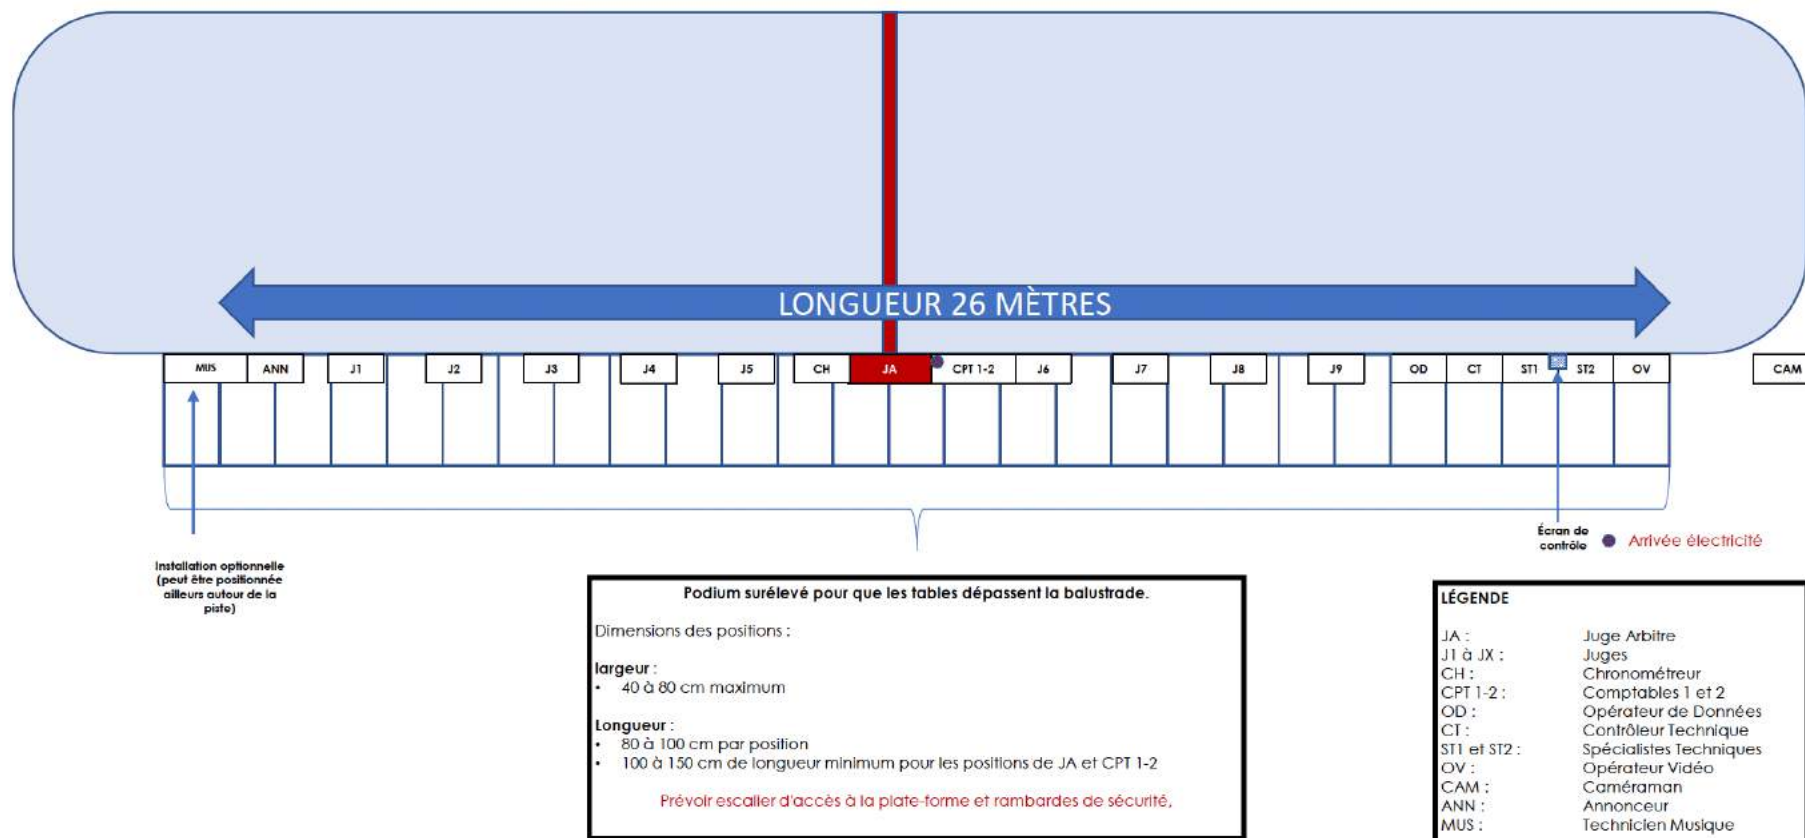 LONGUEUR 26 MÈTRES
MUS ANN J1 J2 J3 J4 J5 CH JA CPT 1-2 J6 J7 J8 J9 OD CT ST1 ST2 OV CAM
Installation optionnelle
(peut être positionnée
ailleurs autour de la
piste)
Écran de
contrôle
Arrivée électricité
Podium surélevé pour que les tables dépassent la balustrade.
Dimensions des positions :
largeur :
• 40 à 80 cm maximum
Longueur :
• 80 à 100 cm par position
• 100 à 150 cm de longueur minimum pour les positions de JA et CPT 1-2
Prévoir escalier d'accès à la plate-forme et rambardes de sécurité,
LÉGENDE
JA : Juge Arbitre
J1 à JX : Juges
CH : Chronométreur
CPT 1-2 : Comptables 1 et 2
OD : Opérateur de Données
CT : Contrôleur Technique
ST1 et ST2 : Spécialistes Techniques
OV : Opérateur Vidéo
CAM : Caméraman
ANN : Annonceur
MUS : Technicien Musique